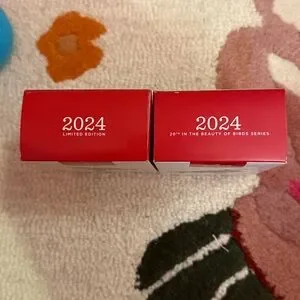 2024
LIMITED EDITION
2024
20TH IN THE BEAUTY OF BIRDS SERIES